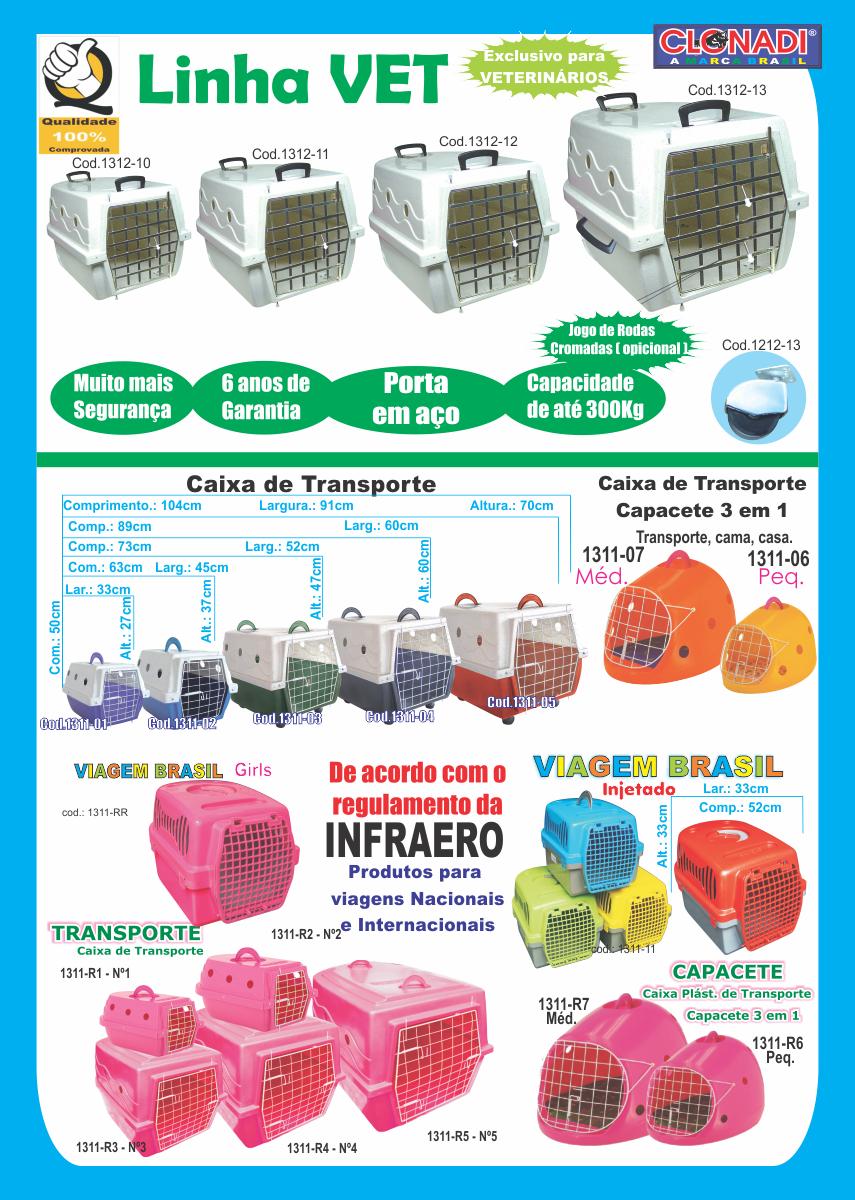 Qualidade
100%
Comprovada
Linha VET
Exclusivo para
VETERINÁRIOS
CLONADI®
A MARCA BRASIL
Cod.1312-10
Cod.1312-11
Cod.1312-12
Cod.1312-13
Jogo de Rodas
Cromadas ( opicional )
Cod.1212-13
Muito mais
Segurança
6 anos de
Garantia
Porta
em aço
Capacidade
de até 300Kg
Caixa de Transporte
Comprimento.: 104cm Largura.: 91cm Altura.: 70cm
Comp.: 89cm Larg.: 60cm
Comp.: 73cm Larg.: 52cm
Com.: 63cm Larg.: 45cm
Lar.: 33cm
Com.: 50cm
Alt.: 27cm
Alt.: 37cm
Alt.: 47cm
Alt.: 60cm
Cod.1311-01
Cod.1311-02
Cod.1311-03
Cod.1311-04
Cod.1311-05
Caixa de Transporte
Capacete 3 em 1
Transporte, cama, casa.
1311-07
Méd.
1311-06
Peq.
VIAGEM BRASIL Girls
cod.: 1311-RR
De acordo com o
regulamento da
INFRAERO
Produtos para
viagens Nacionais
e Internacionais
VIAGEM BRASIL
Injetado
Lar.: 33cm
Comp.: 52cm
Alt.: 33cm
cod.: 1311-11
TRANSPORTE
Caixa de Transporte
1311-R1 - Nº1
1311-R2 - Nº2
1311-R3 - Nº3
1311-R4 - Nº4
1311-R5 - Nº5
CAPACETE
Caixa Plást. de Transporte
Capacete 3 em 1
1311-R7
Méd.
1311-R6
Peq.